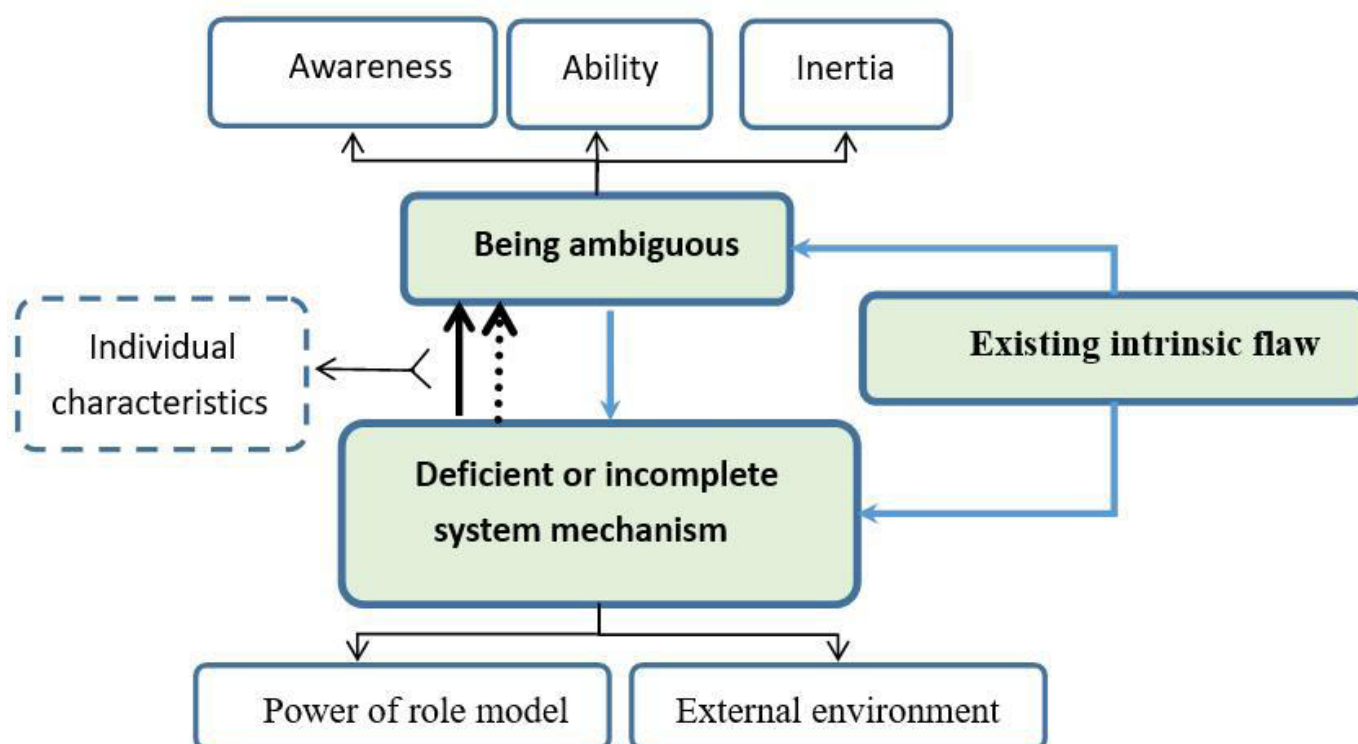 Awareness
Ability
Inertia
Being ambiguous
Individual
characteristics
Existing intrinsic flaw
Deficient or incomplete
system mechanism
Power of role model
External environment